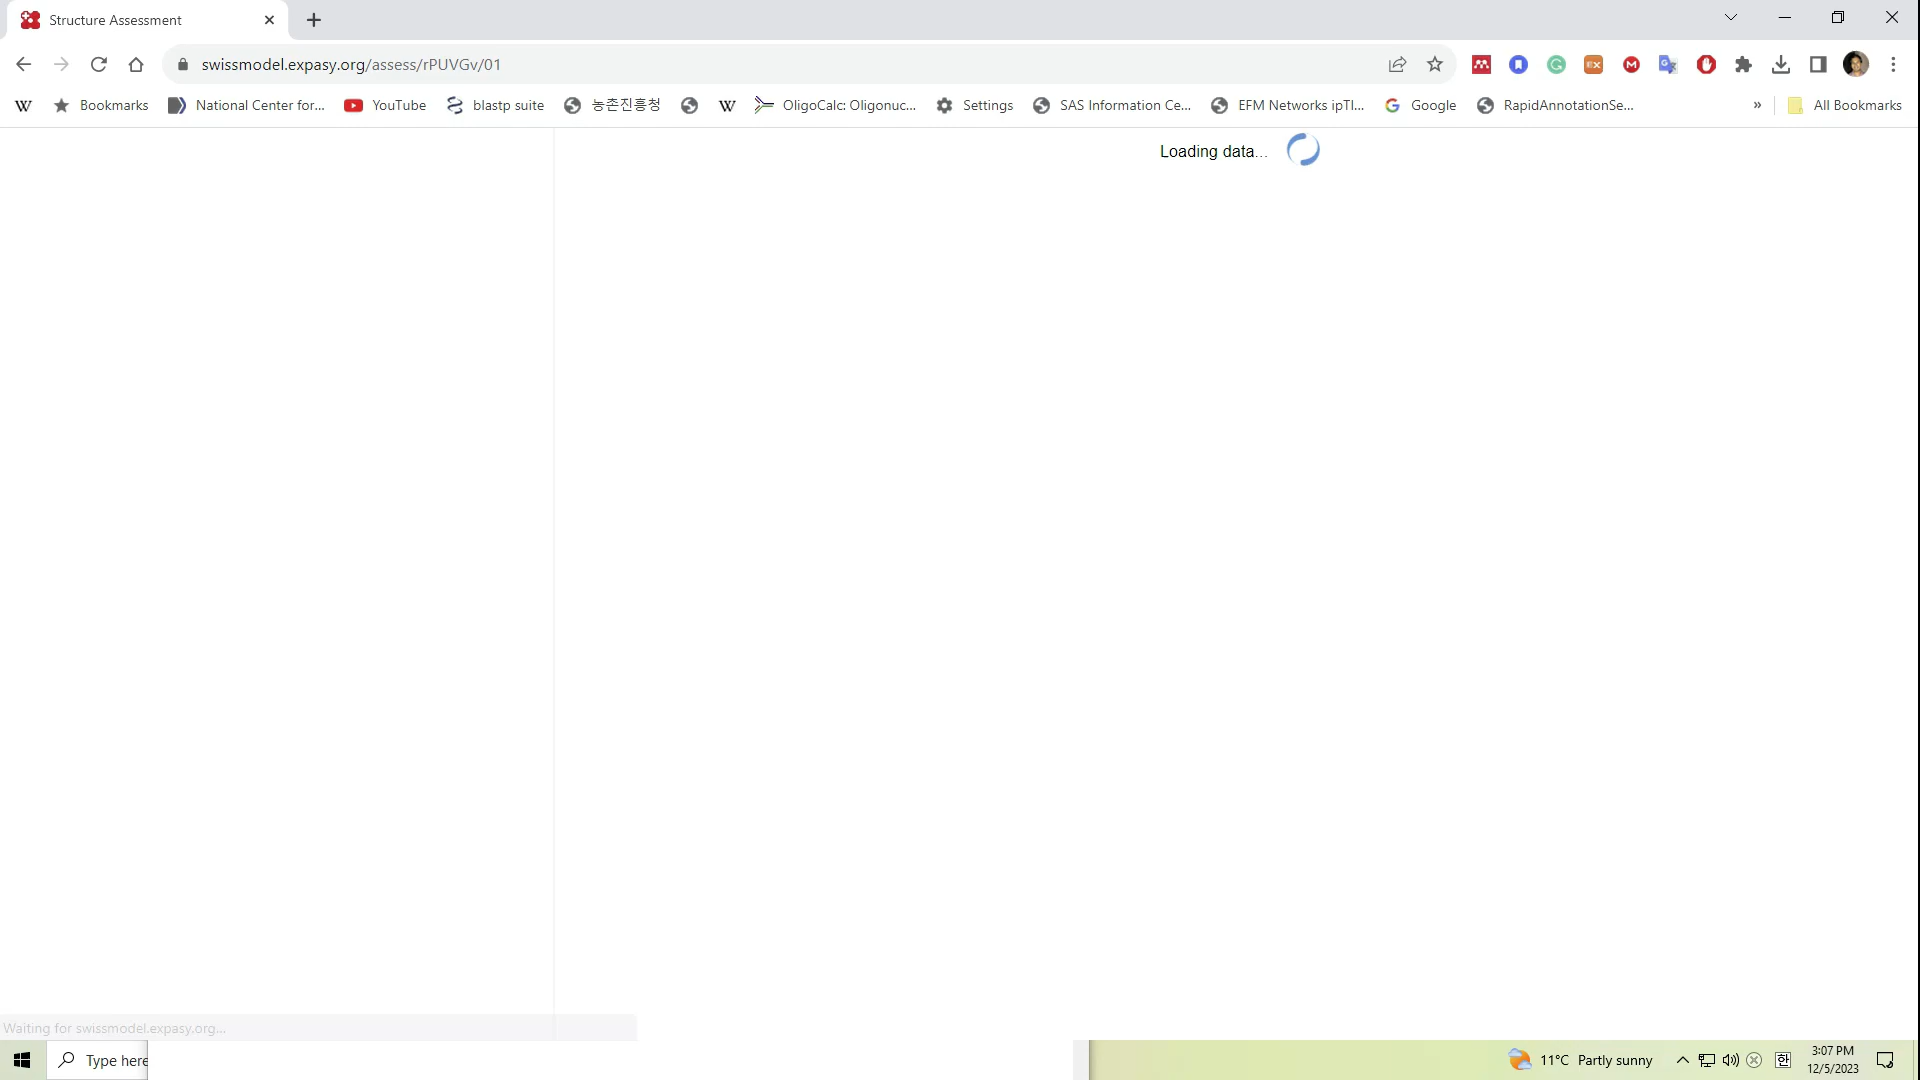 Structure Assessment
swissmodel.expasy.org/assess/rPUVGv/01
W Bookmarks National Center for... YouTube blastp suite 농촌진흥청 W OligoCalc: Oligonuc... Settings SAS Information Ce... EFM Networks ipTI... Google RapidAnnotationSe... » All Bookmarks
Loading data...
Waiting for swissmodel.expasy.org...
Type here
11°C Partly sunny
한
3:07 PM
12/5/2023